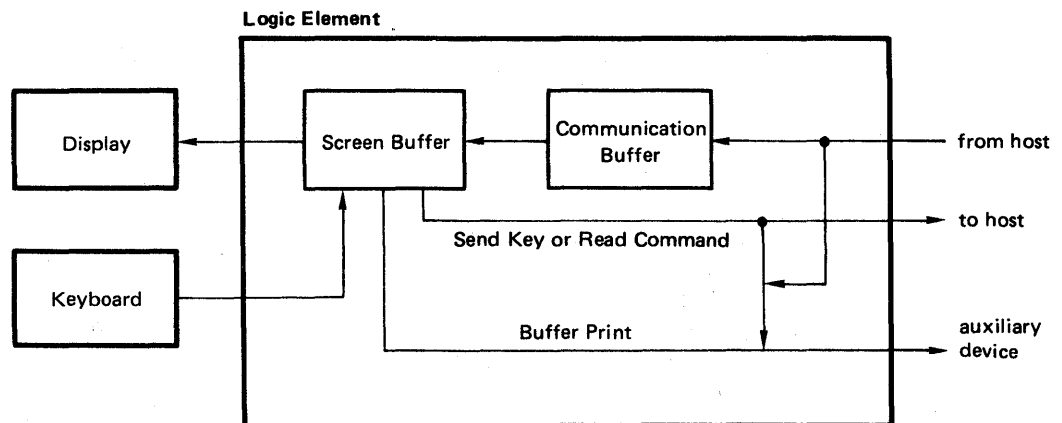 Logic Element
Display
Screen Buffer
Communication
Buffer
from host
to host
Send Key or Read Command
Keyboard
Buffer Print
auxiliary
device